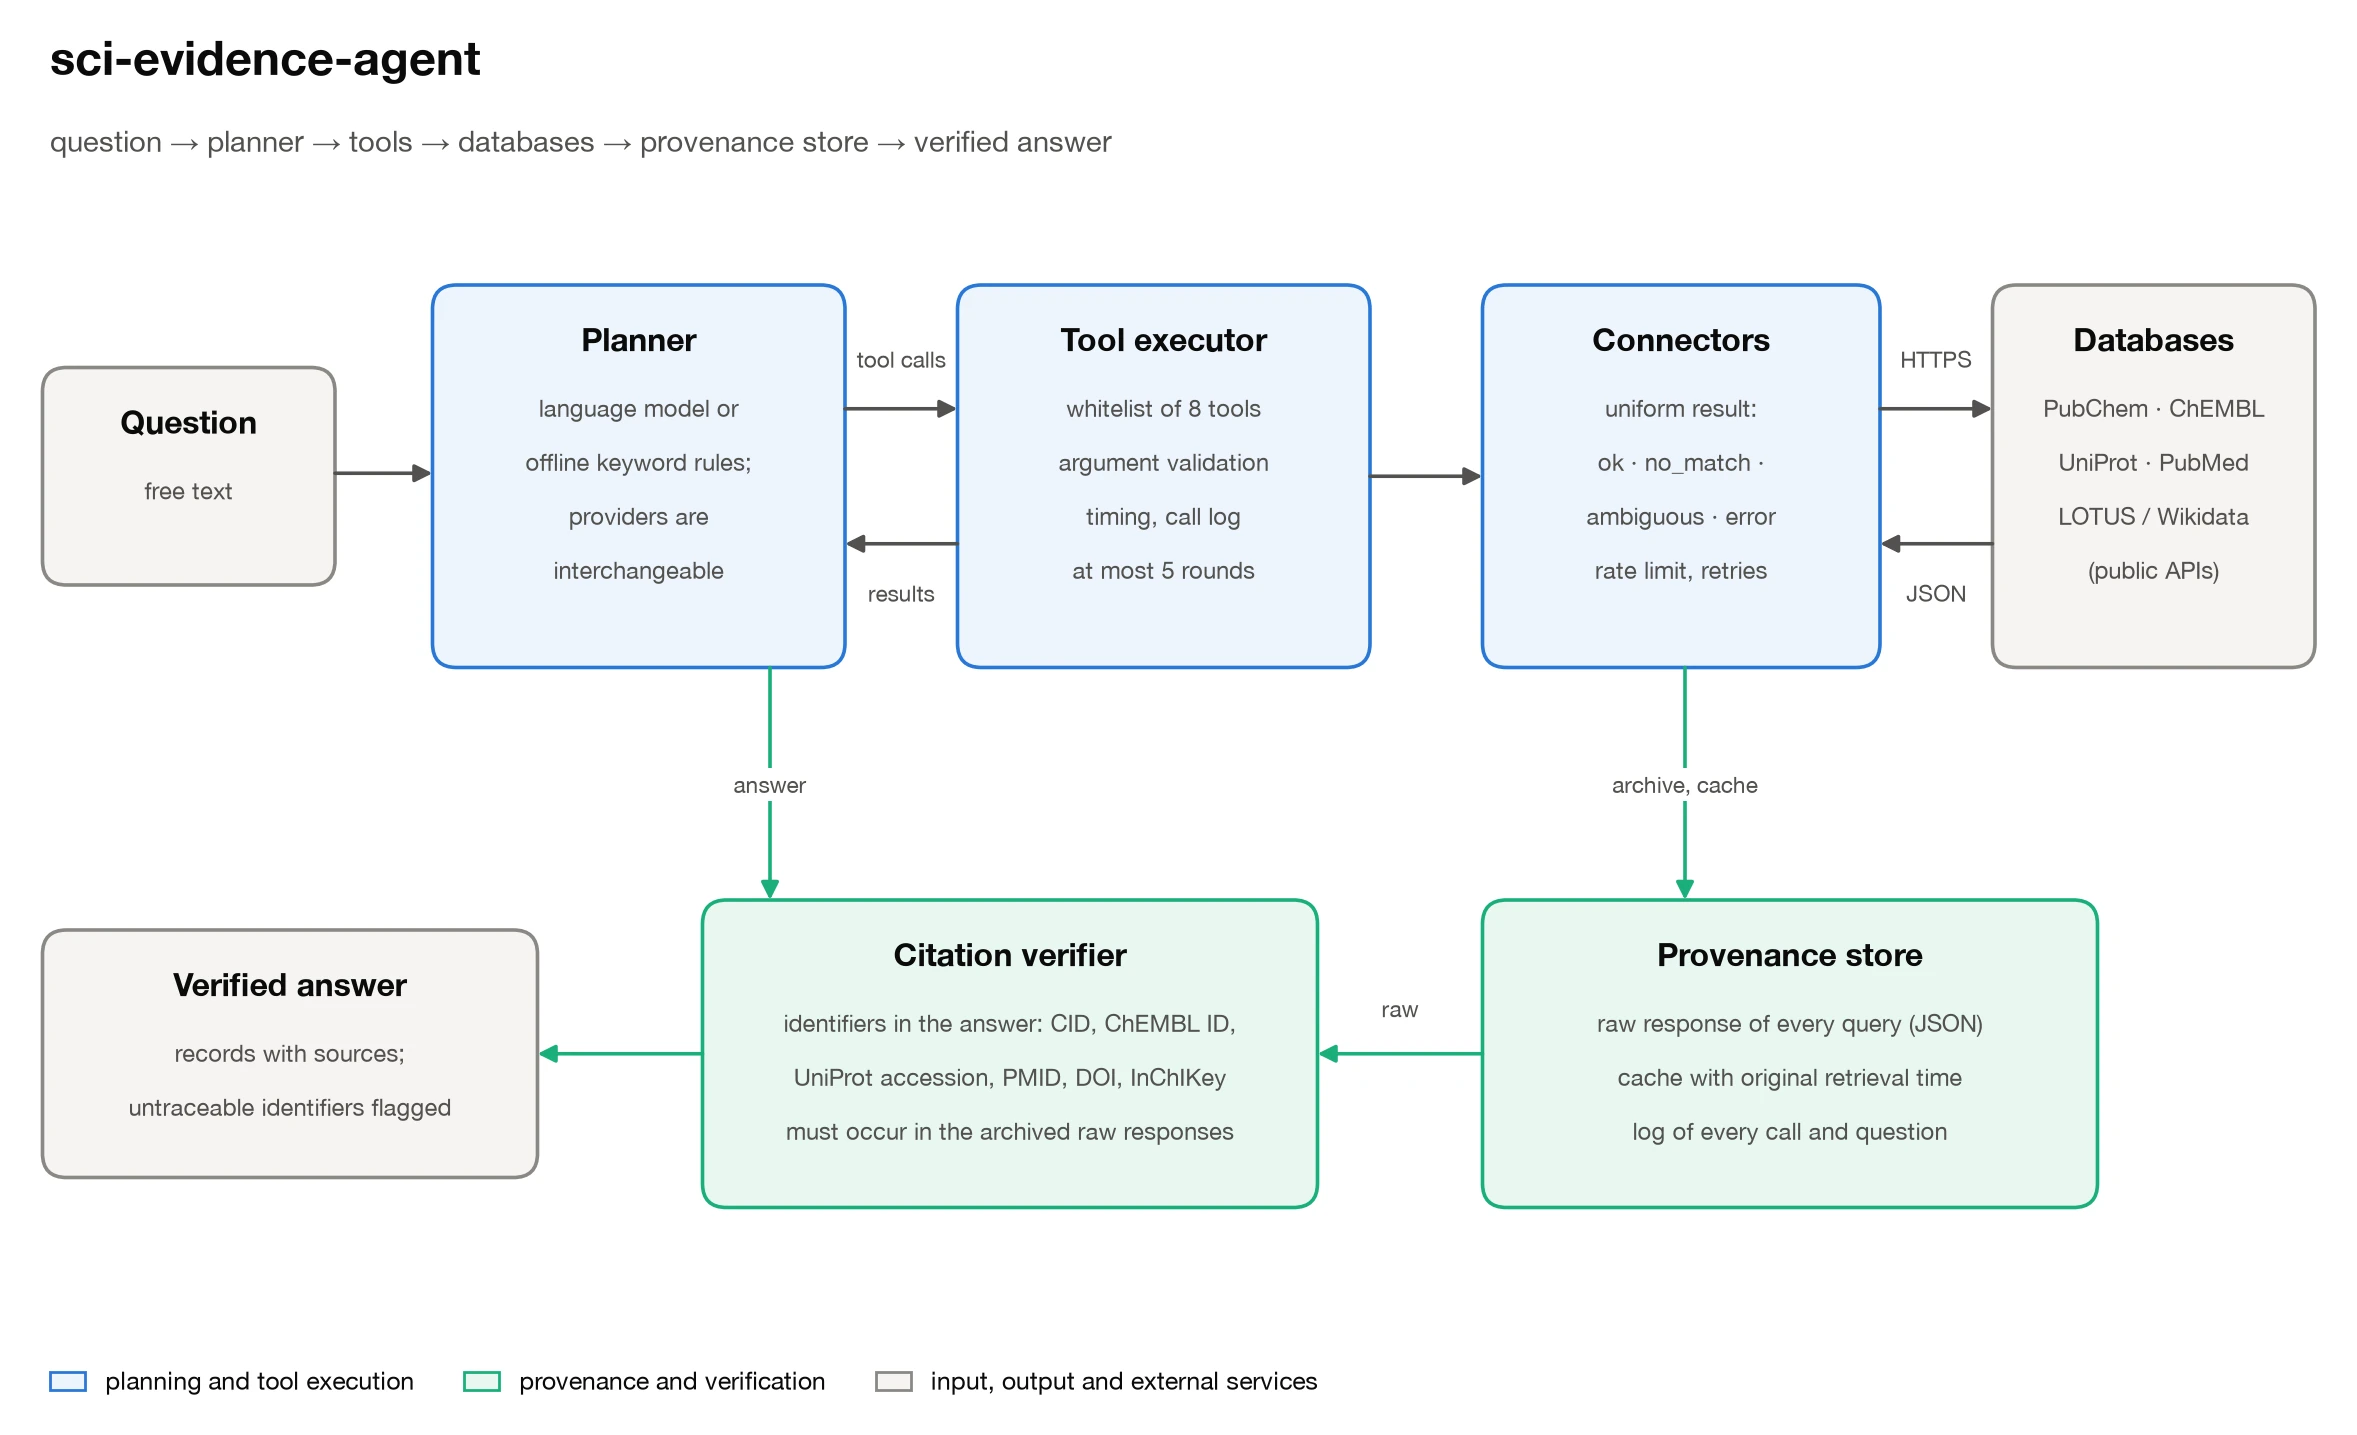 sci-evidence-agent
question → planner → tools → databases → provenance store → verified answer
Question
free text
Planner
language model or
offline keyword rules;
providers are
interchangeable
tool calls
results
Tool executor
whitelist of 8 tools
argument validation
timing, call log
at most 5 rounds
Connectors
uniform result:
ok · no_match ·
ambiguous · error
rate limit, retries
HTTPS
JSON
Databases
PubChem · ChEMBL
UniProt · PubMed
LOTUS / Wikidata
(public APIs)
answer
archive, cache
Verified answer
records with sources;
untraceable identifiers flagged
Citation verifier
identifiers in the answer: CID, ChEMBL ID,
UniProt accession, PMID, DOI, InChIKey
must occur in the archived raw responses
raw
Provenance store
raw response of every query (JSON)
cache with original retrieval time
log of every call and question
planning and tool execution
provenance and verification
input, output and external services